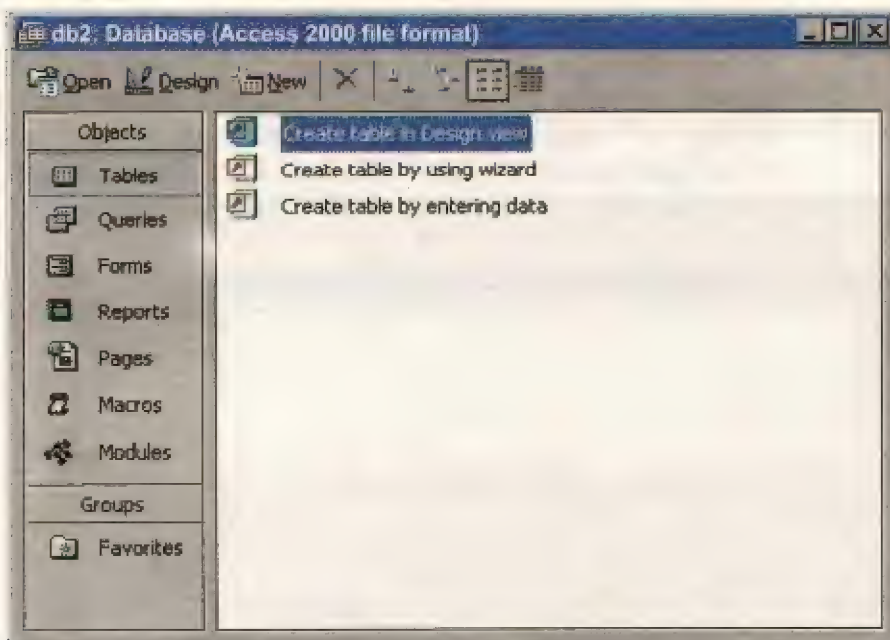 db2: Database (Access 2000 file format)
Open Design New
Objects
Tables
Queries
Forms
Reports
Pages
Macros
Modules
Groups
Favorites
Create table in Design view
Create table by using wizard
Create table by entering data